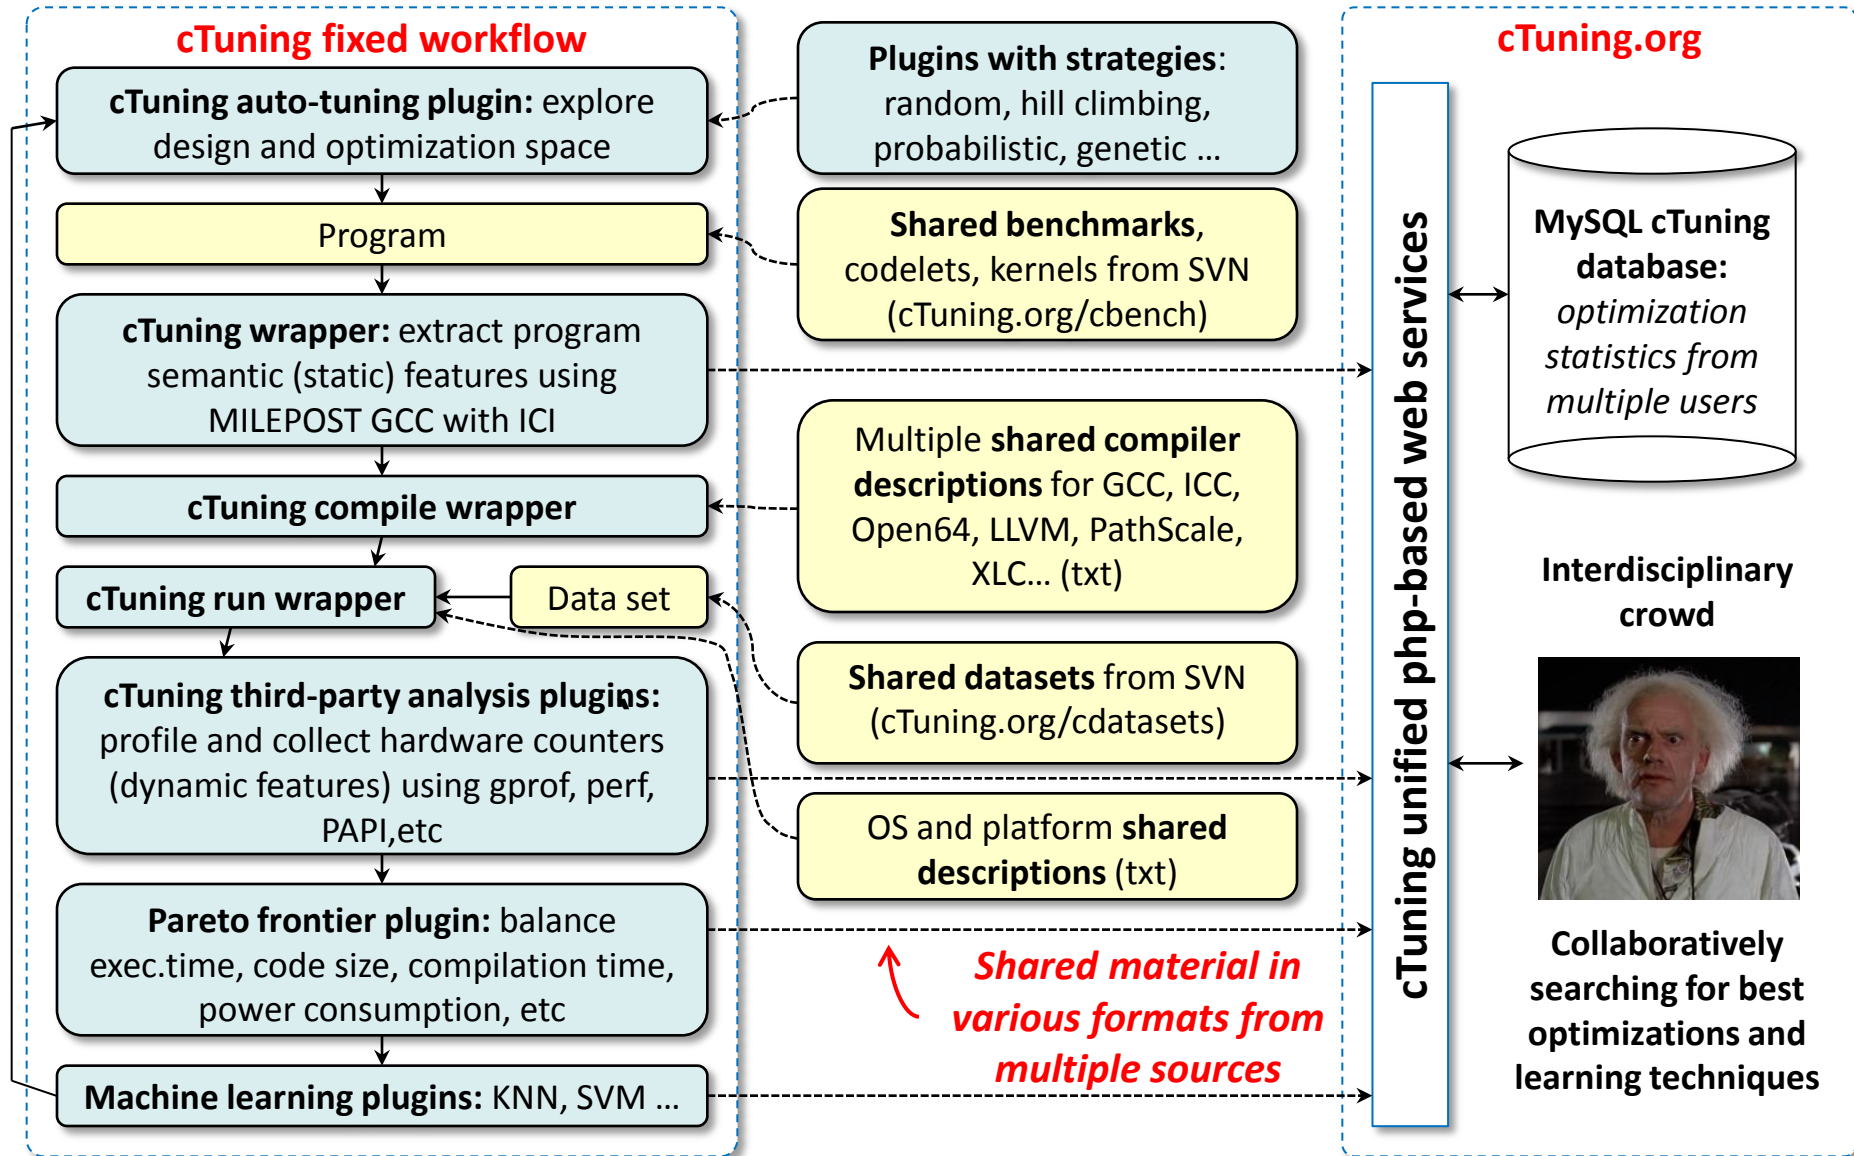 cTuning fixed workflow
cTuning auto-tuning plugin: explore
design and optimization space
Program
cTuning wrapper: extract program
semantic (static) features using
MILEPOST GCC with ICI
cTuning compile wrapper
cTuning run wrapper
Data set
cTuning third-party analysis plugins:
profile and collect hardware counters
(dynamic features) using gprof, perf,
PAPI,etc
Pareto frontier plugin: balance
exec.time, code size, compilation time,
power consumption, etc
Machine learning plugins: KNN, SVM ...
Plugins with strategies:
random, hill climbing,
probabilistic, genetic ...
Shared benchmarks,
codelets, kernels from SVN
(cTuning.org/cbench)
Multiple shared compiler
descriptions for GCC, ICC,
Open64, LLVM, PathScale,
XLC... (txt)
Shared datasets from SVN
(cTuning.org/cdatasets)
OS and platform shared
descriptions (txt)
Shared material in
various formats from
multiple sources
cTuning.org
cTuning unified php-based web services
MySQL cTuning
database:
optimization
statistics from
multiple users
Interdisciplinary
crowd
Collaboratively
searching for best
optimizations and
learning techniques